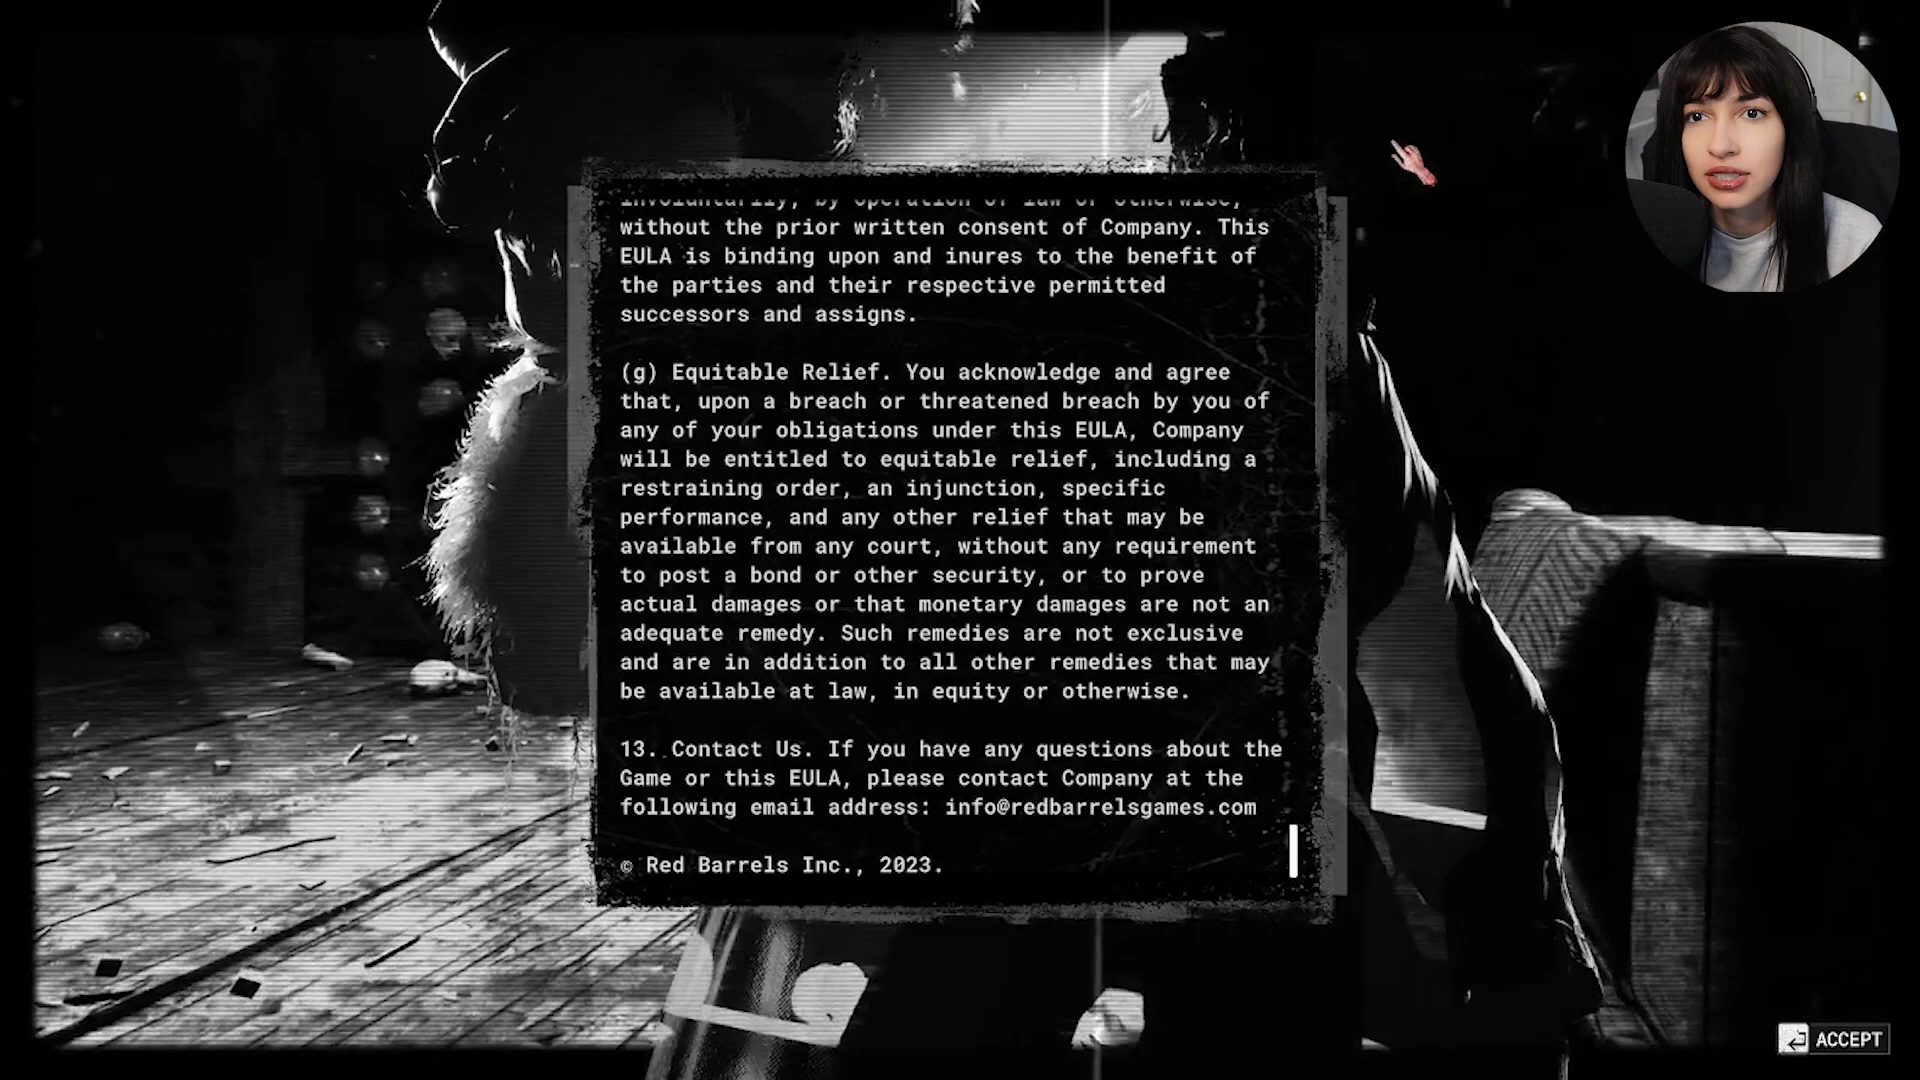 involuntarily, by operation of law or otherwise,
without the prior written consent of Company. This
EULA is binding upon and inures to the benefit of
the parties and their respective permitted
successors and assigns.
(g) Equitable Relief. You acknowledge and agree
that, upon a breach or threatened breach by you of
any of your obligations under this EULA, Company
will be entitled to equitable relief, including a
restraining order, an injunction, specific
performance, and any other relief that may be
available from any court, without any requirement
to post a bond or other security, or to prove
actual damages or that monetary damages are not an
adequate remedy. Such remedies are not exclusive
and are in addition to all other remedies that may
be available at law, in equity or otherwise.
13. Contact Us. If you have any questions about the
Game or this EULA, please contact Company at the
following email address: info@redbarrelsgames.com
© Red Barrels Inc., 2023.
ACCEPT